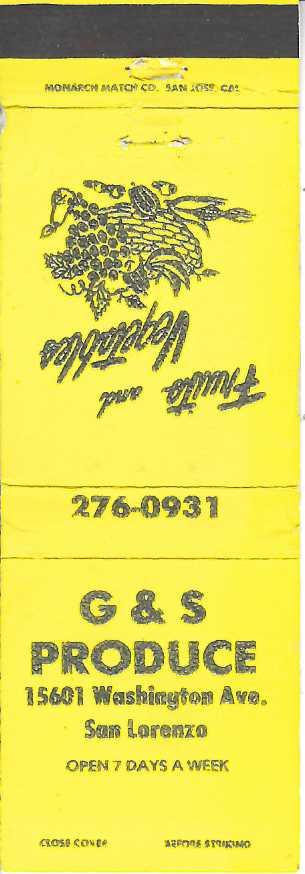 MONARCH MATCH CO. SAN JOSE, CAL
Fruits and
Vegetables
276-0931
G & S
PRODUCE
15601 Washington Ave.
San Lorenzo
OPEN 7 DAYS A WEEK
CLOSE COVER BEFORE STRIKING